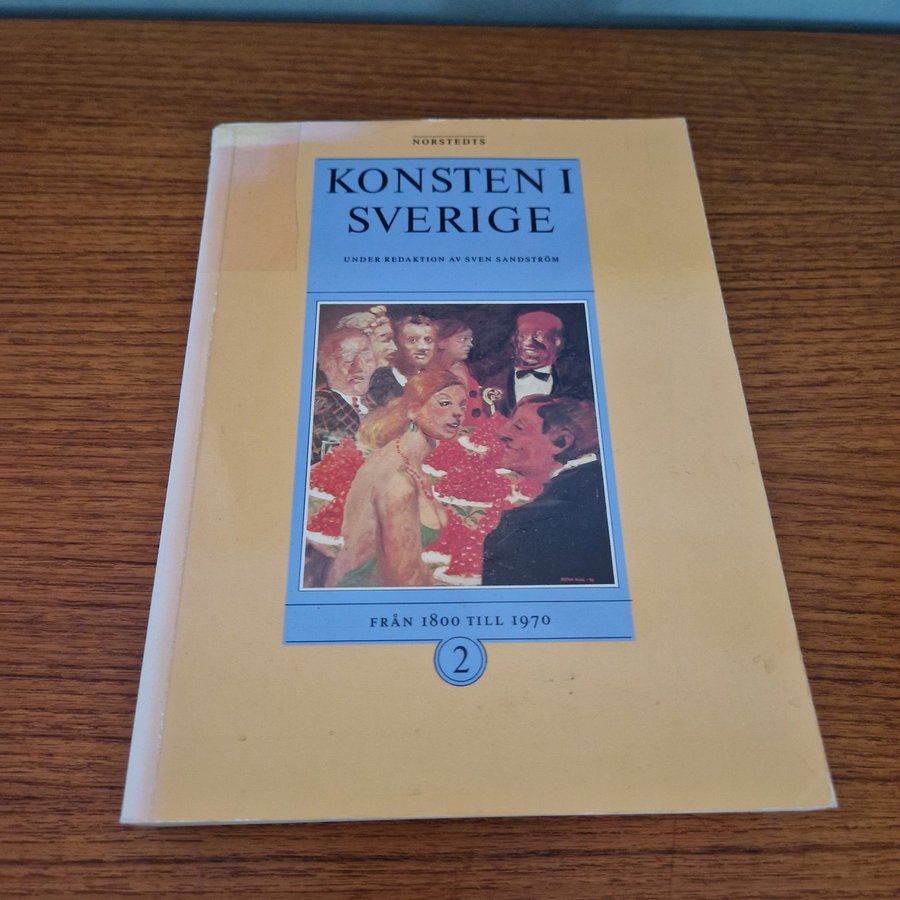 NORSTEDTS
KONSTEN I
SVERIGE
UNDER REDAKTION AV SVEN SANDSTRÖM
FRÅN 1800 TILL 1970
2